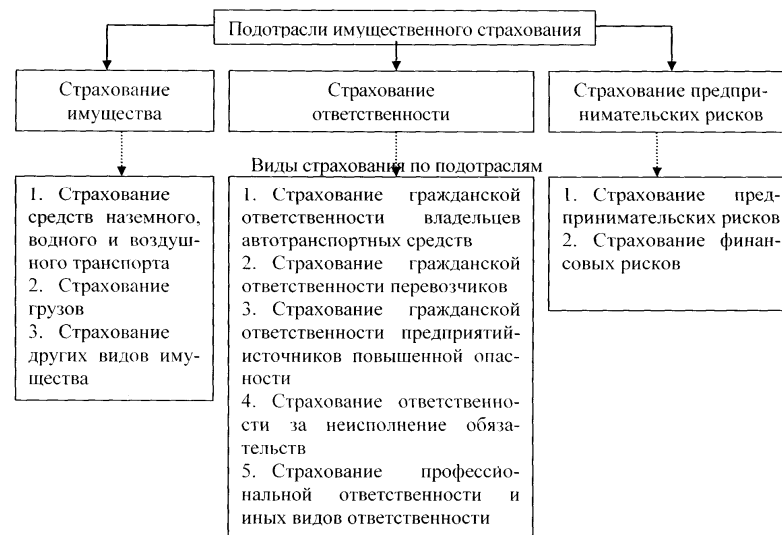 Подотрасли имущественного страхования
Страхование
имущества
Страхование
ответственности
Страхование предпри-
нимательских рисков
Виды страхования по подотраслям
1. Страхование
средств наземного,
водного и воздуш-
ного транспорта
2. Страхование
грузов
3. Страхование
других видов иму-
щества
1. Страхование гражданской
ответственности владельцев
автотранспортных средств
2. Страхование гражданской
ответственности перевозчиков
3. Страхование гражданской
ответственности предприятий-
источников повышенной опас-
ности
4. Страхование ответственно-
сти за неисполнение обяза-
тельств
5. Страхование профессио-
нальной ответственности и
иных видов ответственности
1. Страхование пред-
принимательских рисков
2. Страхование финан-
совых рисков